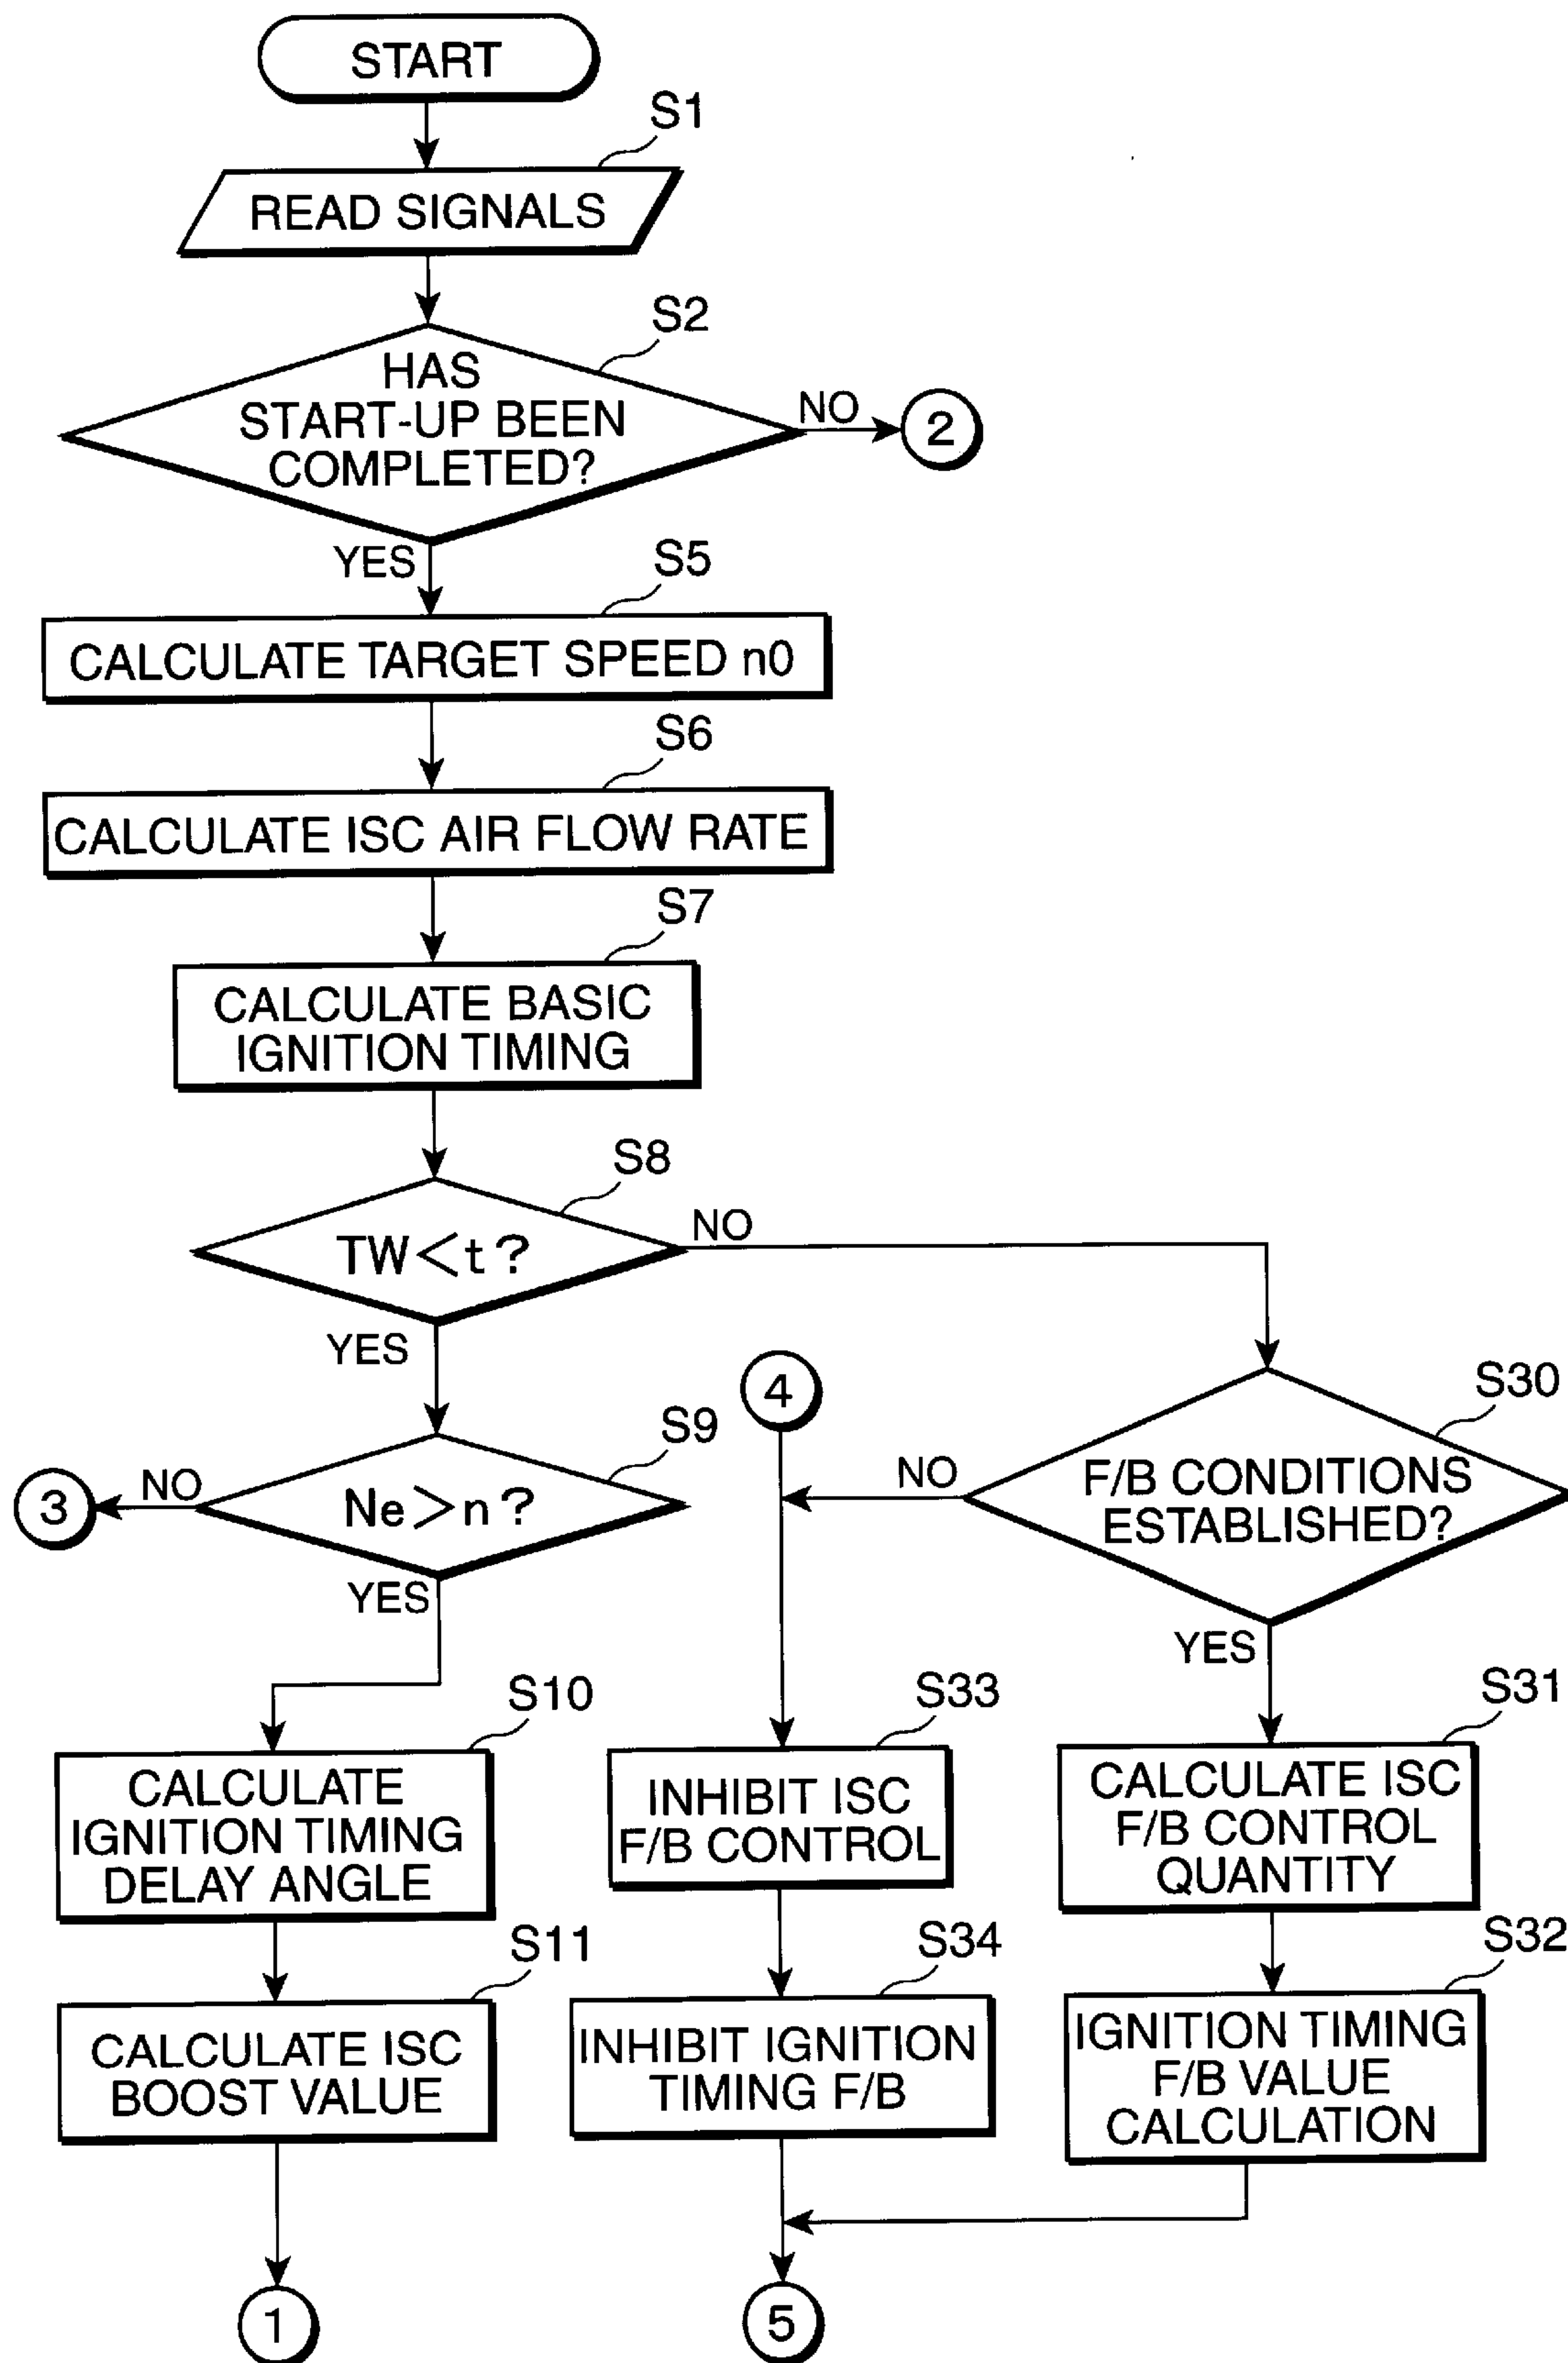 START
S1
READ SIGNALS
S2
HAS
START-UP BEEN
COMPLETED?
NO
2
YES
S5
CALCULATE TARGET SPEED n0
S6
CALCULATE ISC AIR FLOW RATE
S7
CALCULATE BASIC
IGNITION TIMING
S8
TW<t?
NO
YES
4
S30
F/B CONDITIONS
ESTABLISHED?
NO
YES
S9
Ne>n?
NO
3
YES
S10
CALCULATE
IGNITION TIMING
DELAY ANGLE
S33
INHIBIT ISC
F/B CONTROL
S31
CALCULATE ISC
F/B CONTROL
QUANTITY
S11
CALCULATE ISC
BOOST VALUE
S34
INHIBIT IGNITION
TIMING F/B
S32
IGNITION TIMING
F/B VALUE
CALCULATION
1
5